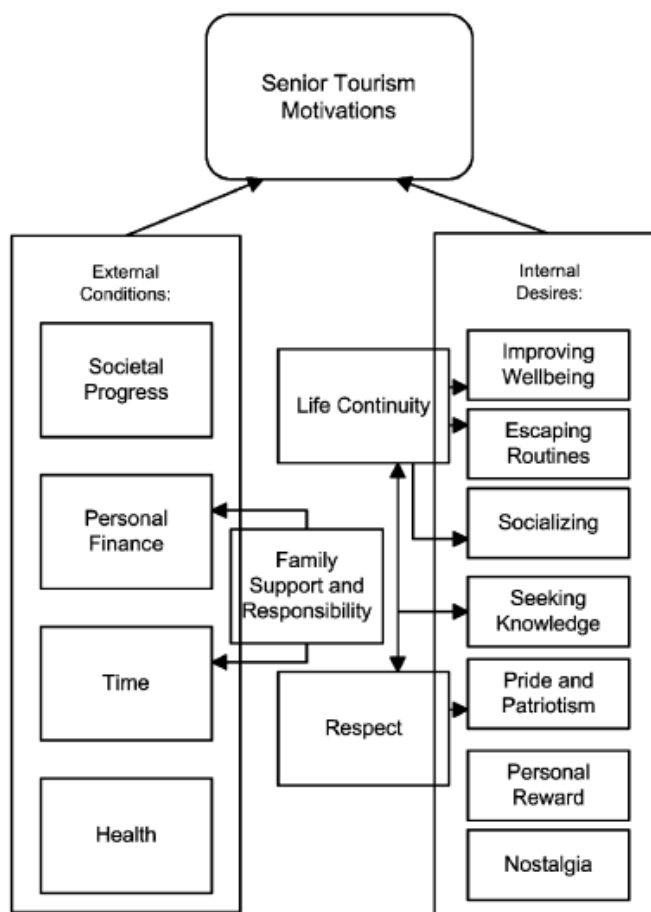 Senior Tourism
Motivations
External
Conditions:
Societal
Progress
Personal
Finance
Time
Health
Family
Support and
Responsibility
Life Continuity
Respect
Internal
Desires:
Improving
Wellbeing
Escaping
Routines
Socializing
Seeking
Knowledge
Pride and
Patriotism
Personal
Reward
Nostalgia